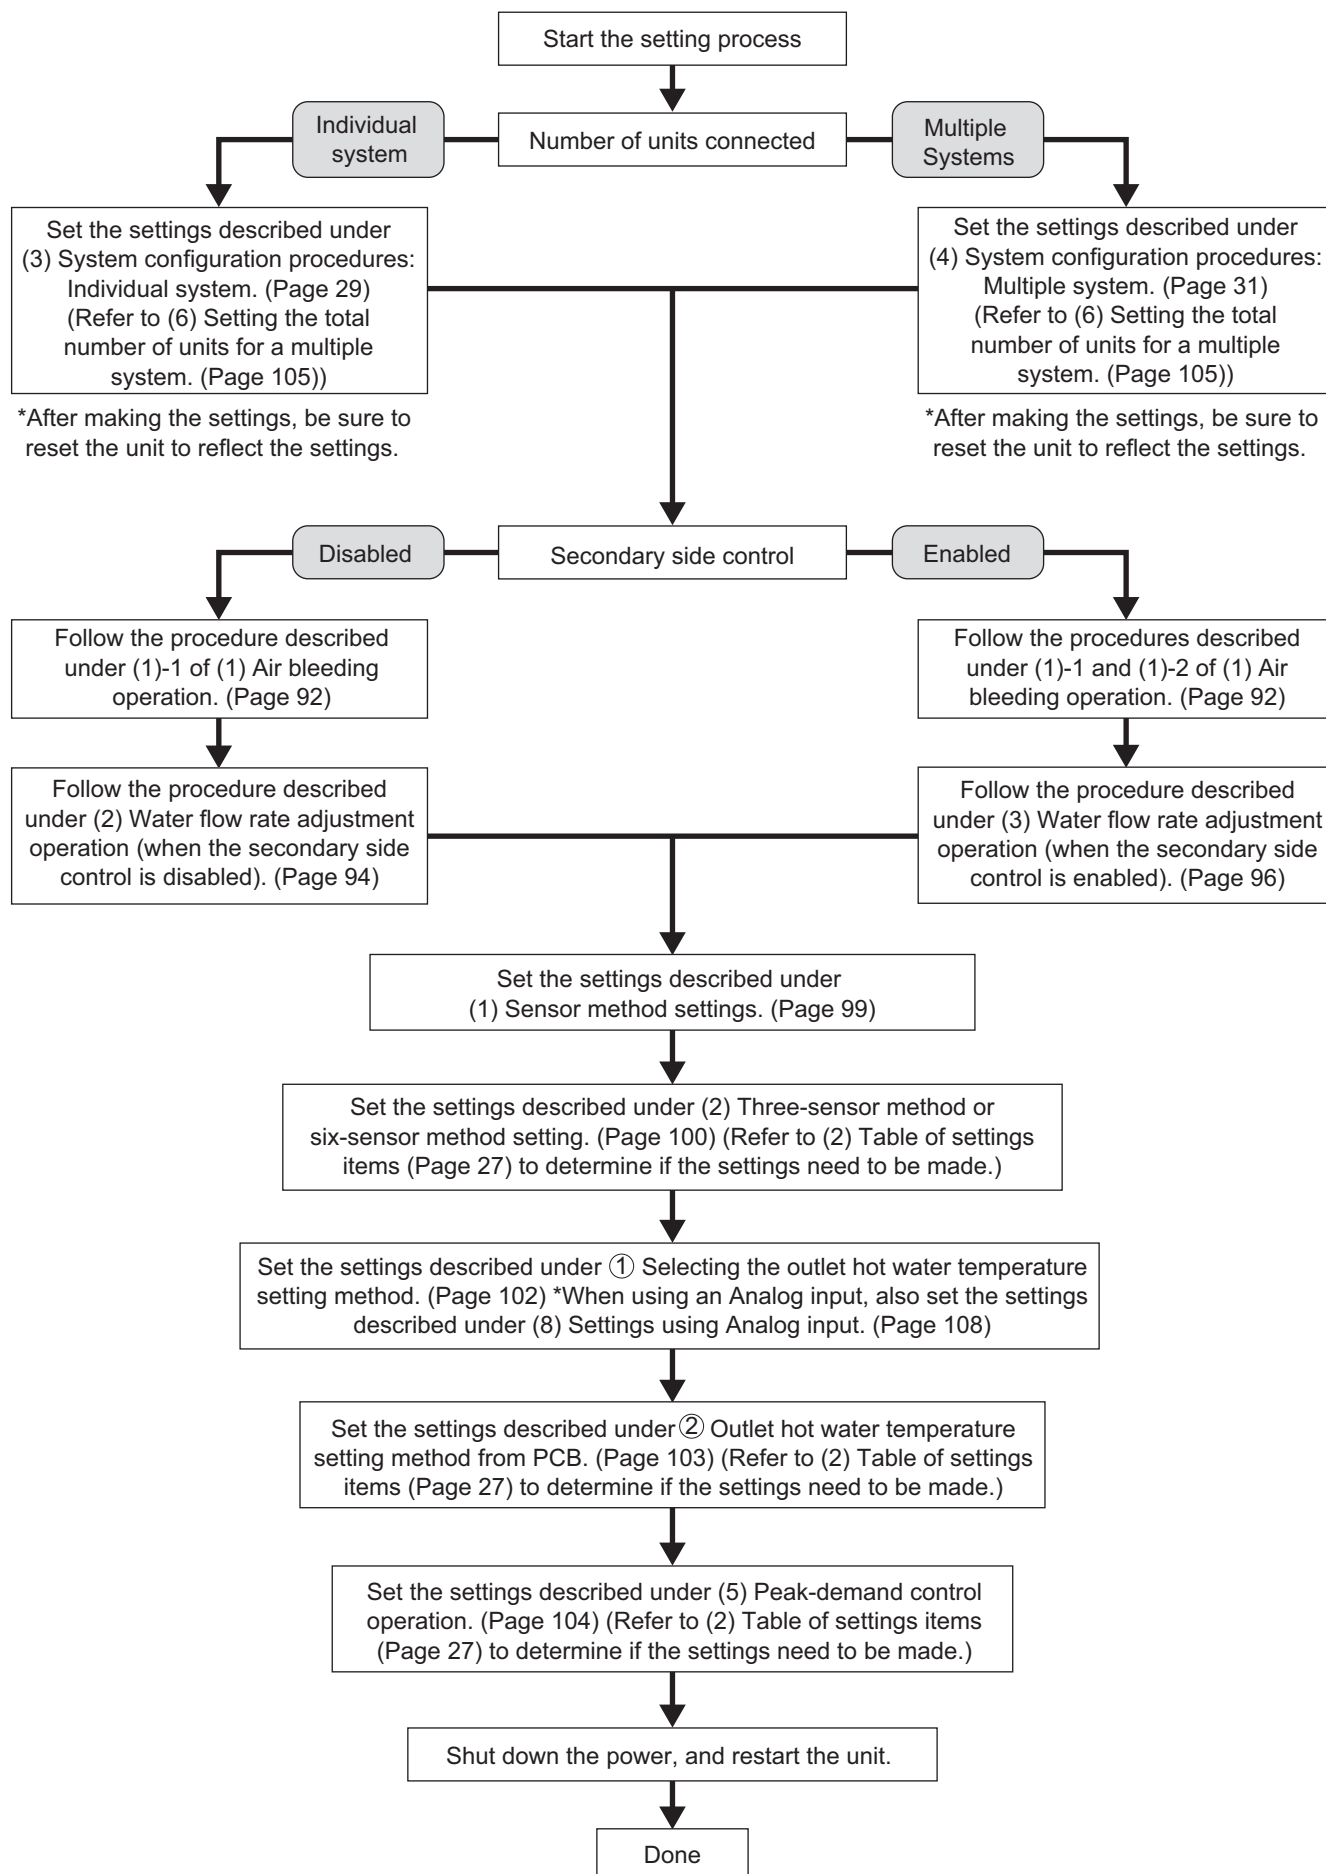 Start the setting process
Individual
system
Number of units connected
Multiple
Systems
Set the settings described under
(3) System configuration procedures:
Individual system. (Page 29)
(Refer to (6) Setting the total
number of units for a multiple
system. (Page 105))
*After making the settings, be sure to
reset the unit to reflect the settings.
Set the settings described under
(4) System configuration procedures:
Multiple system. (Page 31)
(Refer to (6) Setting the total
number of units for a multiple
system. (Page 105))
*After making the settings, be sure to
reset the unit to reflect the settings.
Disabled
Secondary side control
Enabled
Follow the procedure described
under (1)-1 of (1) Air bleeding
operation. (Page 92)
Follow the procedures described
under (1)-1 and (1)-2 of (1) Air
bleeding operation. (Page 92)
Follow the procedure described
under (2) Water flow rate adjustment
operation (when the secondary side
control is disabled). (Page 94)
Follow the procedure described
under (3) Water flow rate adjustment
operation (when the secondary side
control is enabled). (Page 96)
Set the settings described under
(1) Sensor method settings. (Page 99)
Set the settings described under (2) Three-sensor method or
six-sensor method setting. (Page 100) (Refer to (2) Table of settings
items (Page 27) to determine if the settings need to be made.)
Set the settings described under ① Selecting the outlet hot water temperature
setting method. (Page 102) *When using an Analog input, also set the settings
described under (8) Settings using Analog input. (Page 108)
Set the settings described under ② Outlet hot water temperature
setting method from PCB. (Page 103) (Refer to (2) Table of settings
items (Page 27) to determine if the settings need to be made.)
Set the settings described under (5) Peak-demand control
operation. (Page 104) (Refer to (2) Table of settings items
(Page 27) to determine if the settings need to be made.)
Shut down the power, and restart the unit.
Done